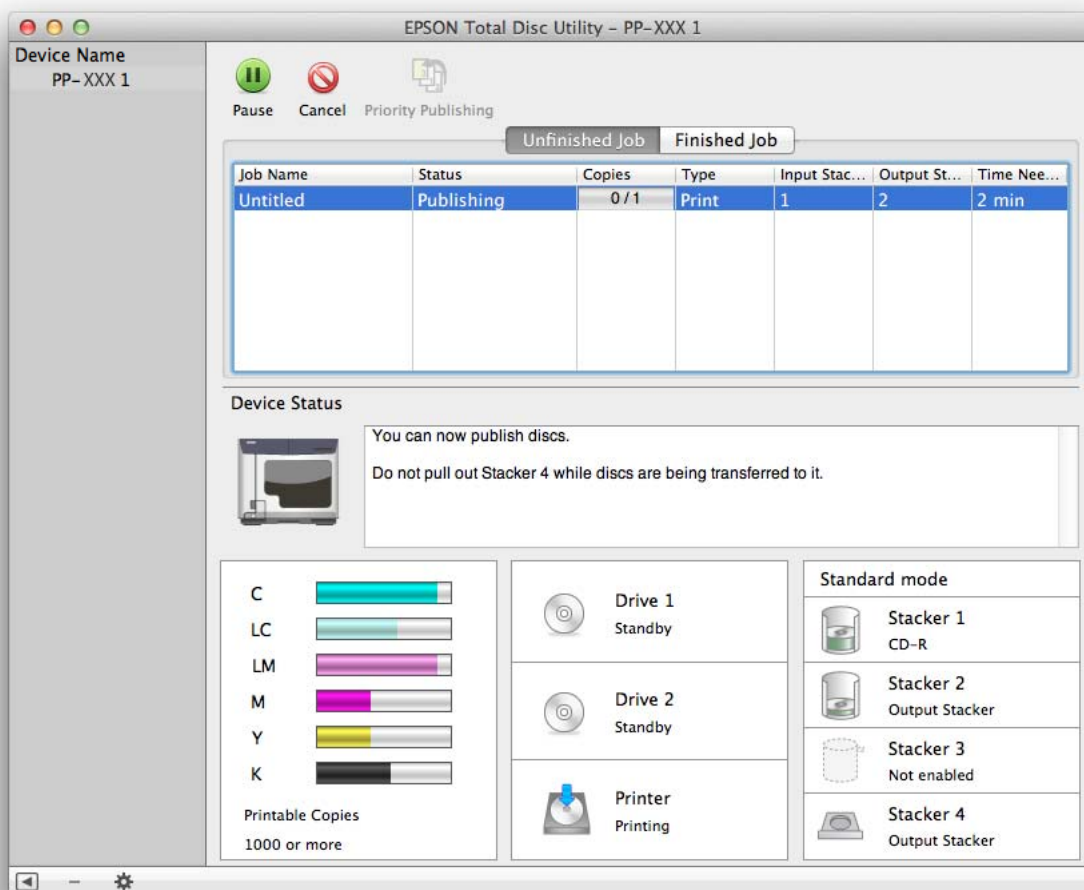 EPSON Total Disc Utility – PP-XXX 1
Device Name
PP-XXX 1
Pause
Cancel
Priority Publishing
Unfinished Job
Finished Job
Job Name
Status
Copies
Type
Input Stac...
Output St...
Time Nee...
Untitled
Publishing
0 / 1
Print
1
2
2 min
Device Status
You can now publish discs.
Do not pull out Stacker 4 while discs are being transferred to it.
C
LC
LM
M
Y
K
Printable Copies
1000 or more
Drive 1
Standby
Drive 2
Standby
Printer
Printing
Standard mode
Stacker 1
CD-R
Stacker 2
Output Stacker
Stacker 3
Not enabled
Stacker 4
Output Stacker